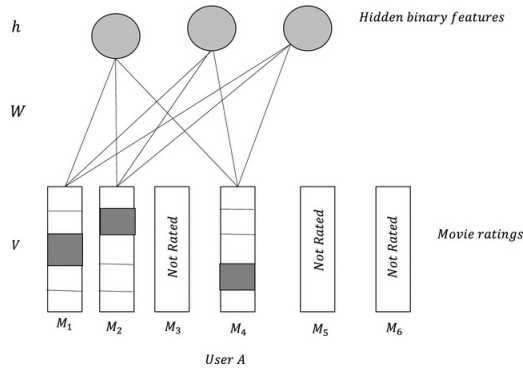 h
Hidden binary features
W
V
Not Rated
Not Rated
Not Rated
Movie ratings
M1
M2
M3
M4
M5
M6
User A